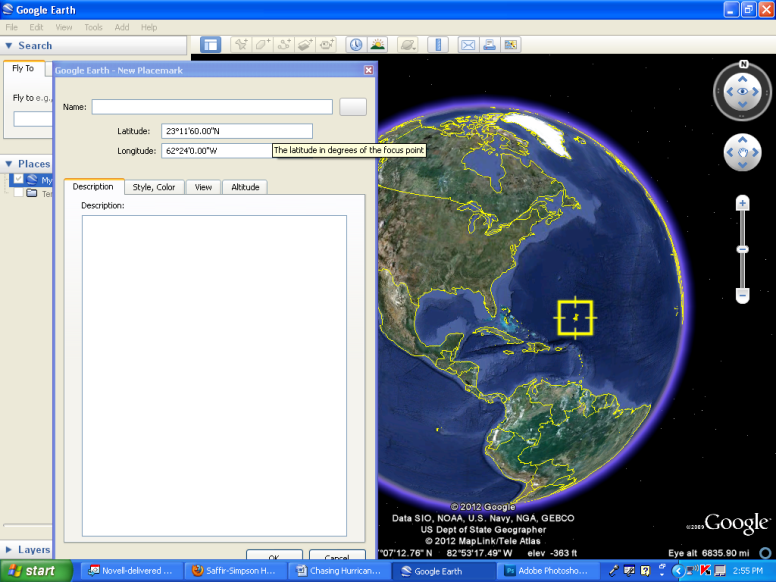 Google Earth
File Edit View Tools Add Help
Search
Fly To
Fly to e.g.,
Places
My
Te
Layers
Google Earth - New Placemark
Name:
Latitude: 23°11'60.00"N
Longitude: 62°24'0.00"W
The latitude in degrees of the focus point
Description Style, Color View Altitude
Description:
OK Cancel
N
© 2012 Google
Data SIO, NOAA, U.S. Navy, NGA, GEBCO
US Dept of State Geographer
© 2012 MapLink/Tele Atlas
©2009 Google
°07'12.76" N 82°53'17.49" W elev -363 ft Eye alt 6835.90 mi
start Novell-delivered ... Saffir-Simpson H... Chasing Hurrican... Google Earth Adobe Photosho... 2:55 PM